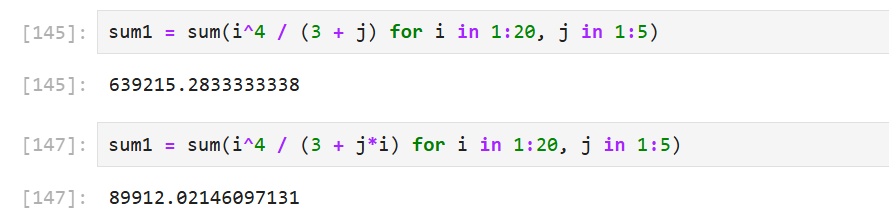 [145]: sum1 = sum(i^4 / (3 + j) for i in 1:20, j in 1:5)
[145]: 639215.2833333338
[147]: sum1 = sum(i^4 / (3 + j*i) for i in 1:20, j in 1:5)
[147]: 89912.02146097131